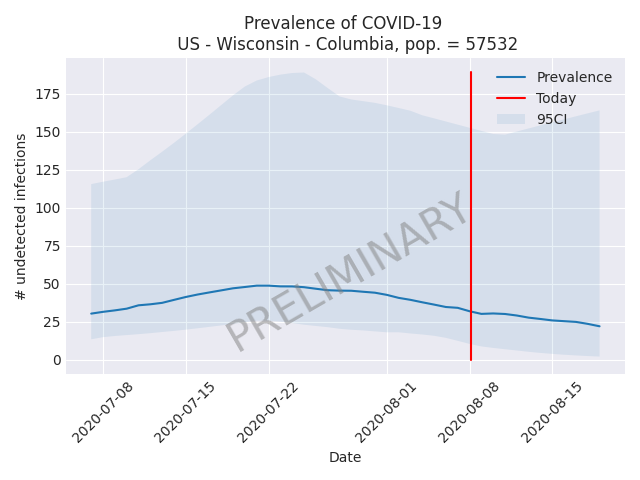 Prevalence of COVID-19
US - Wisconsin - Columbia, pop. = 57532
Prevalence
Today
95CI
175
150
125
100
75
50
25
0
# undetected infections
PRELIMINARY
2020-07-08
2020-07-15
2020-07-22
2020-08-01
2020-08-08
2020-08-15
Date